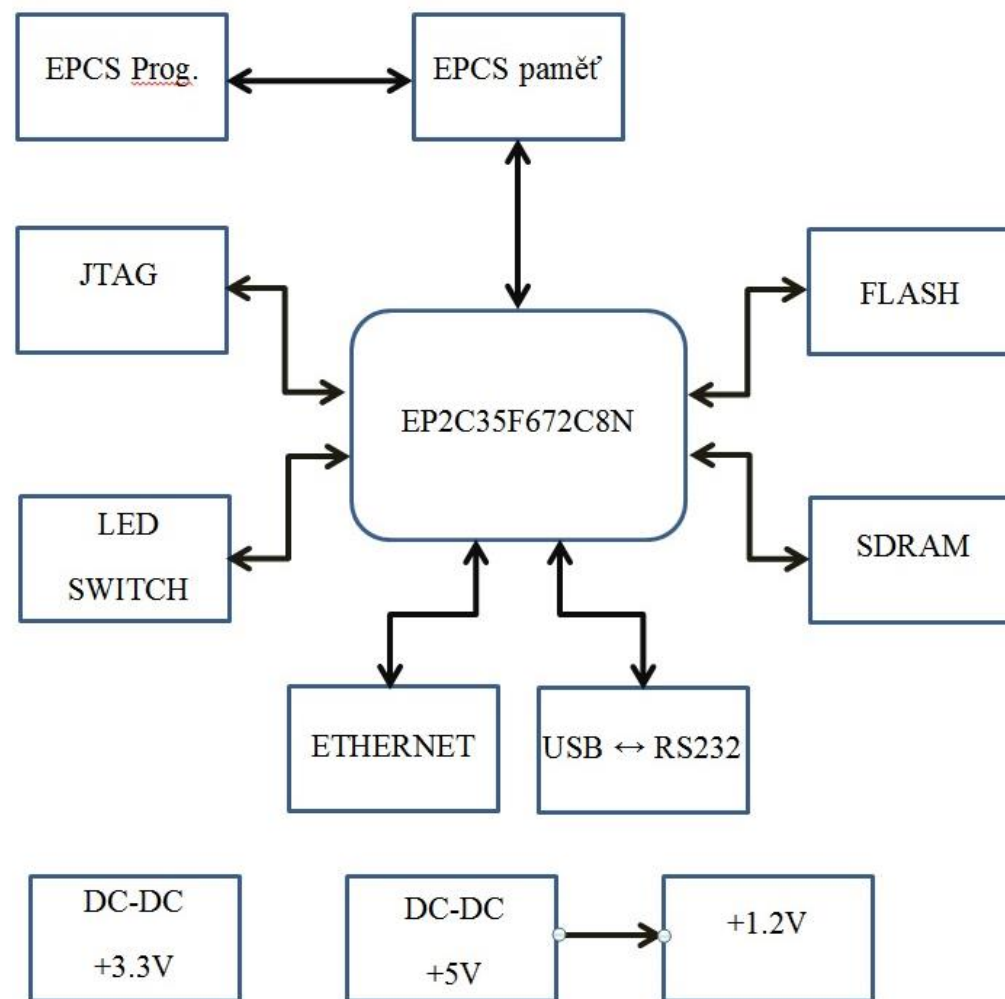 EPCS Prog.
EPCS paměť
JTAG
FLASH
EP2C35F672C8N
LED
SWITCH
SDRAM
ETHERNET
USB ↔ RS232
DC-DC
+3.3V
DC-DC
+5V
+1.2V